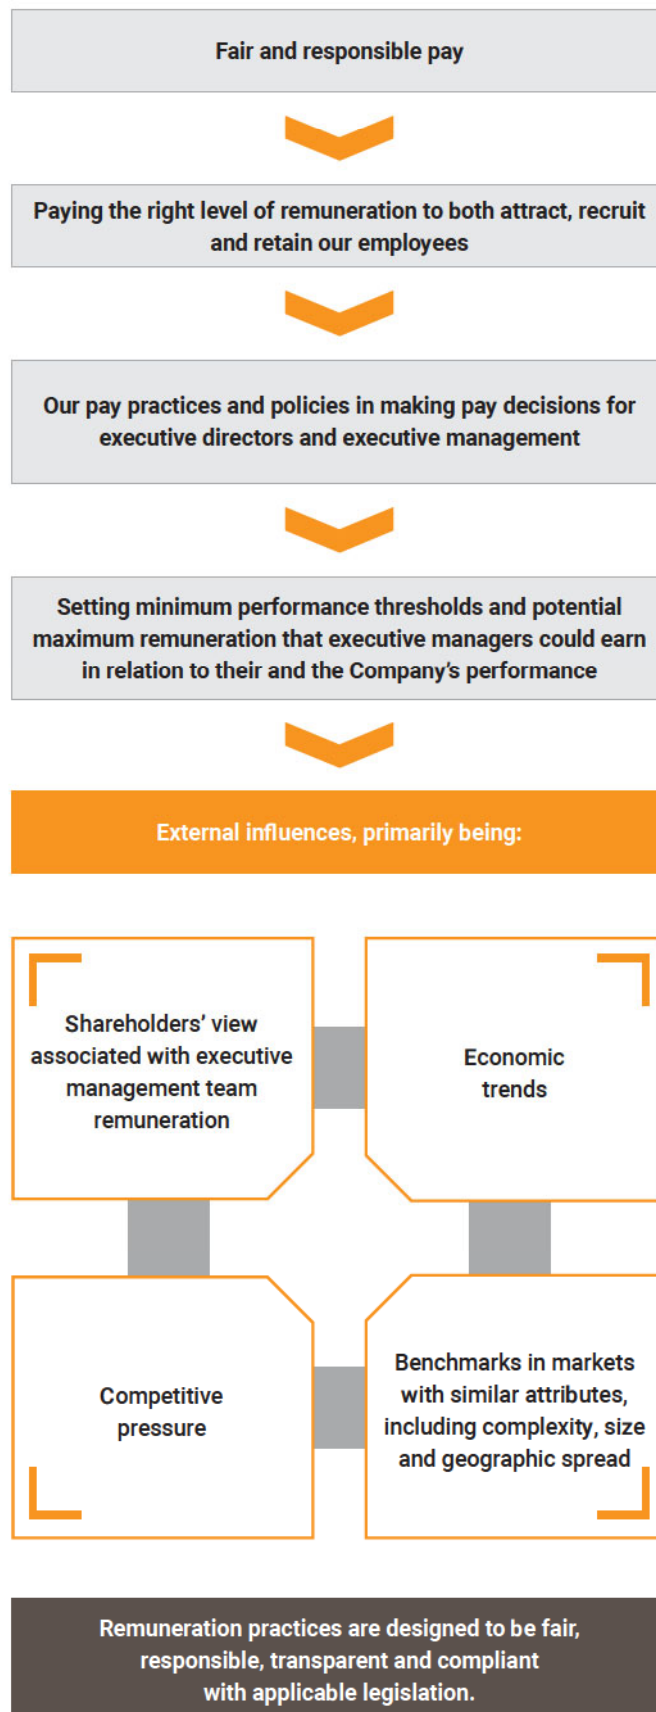 Fair and responsible pay
Paying the right level of remuneration to both attract, recruit
and retain our employees
Our pay practices and policies in making pay decisions for
executive directors and executive management
Setting minimum performance thresholds and potential
maximum remuneration that executive managers could earn
in relation to their and the Company’s performance
External influences, primarily being:
Shareholders’ view
associated with executive
management team
remuneration
Economic
trends
Competitive
pressure
Benchmarks in markets
with similar attributes,
including complexity, size
and geographic spread
Remuneration practices are designed to be fair,
responsible, transparent and compliant
with applicable legislation.